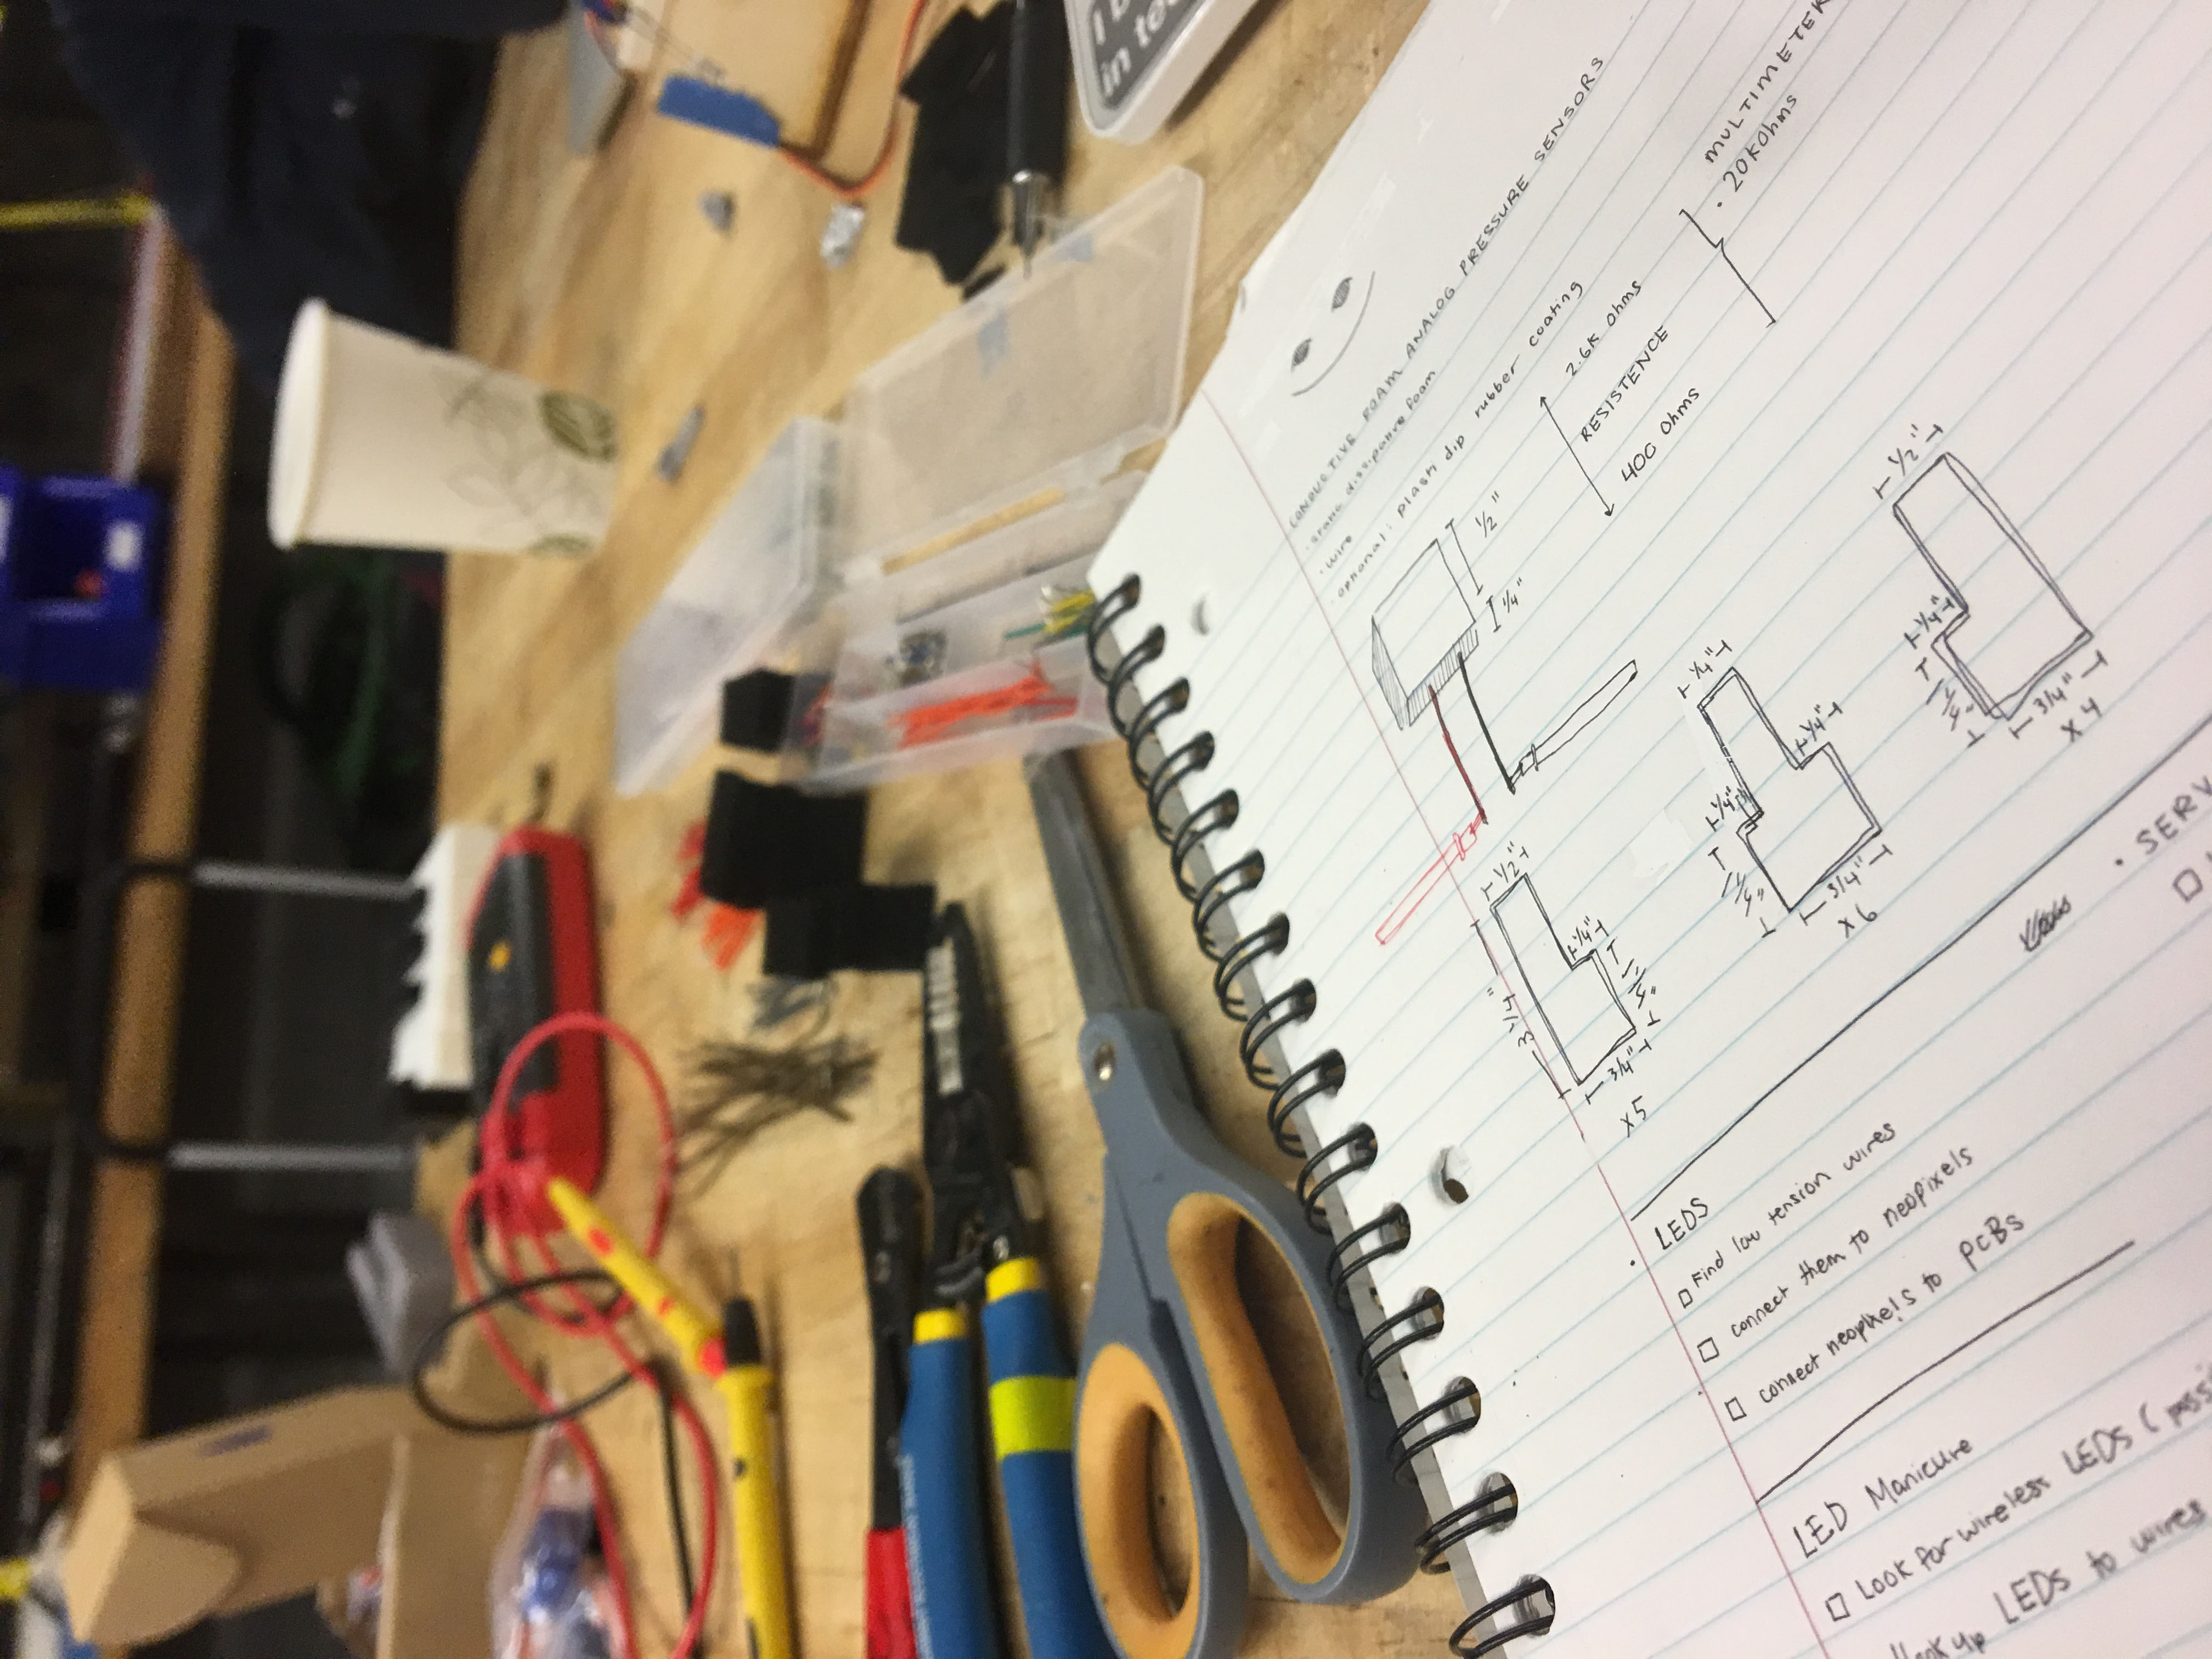 CONDUCTIVE FOAM ANALOG PRESSURE SENSORS
· static dissipative foam
· wire
· optional: plasti dip rubber coating
1/2"
1/4"
2.6K Ohms
RESISTENCE
400 Ohms
MULTIMETER
· 20KOhms
1/2"
1/4"
1/4"
3/4"
3/4"
x5
1/4"
1/4"
1/4"
1/4"
3/4"
x6
1/2"
1/4"
1/4"
3/4"
x4
LEDS
□ Find low tension wires
□ connect them to neopixels
□ connect neopixels to PCBs
· SERV
LED Manicure
□ Look for wireless LEDS (
Hook up LEDS to wires
in